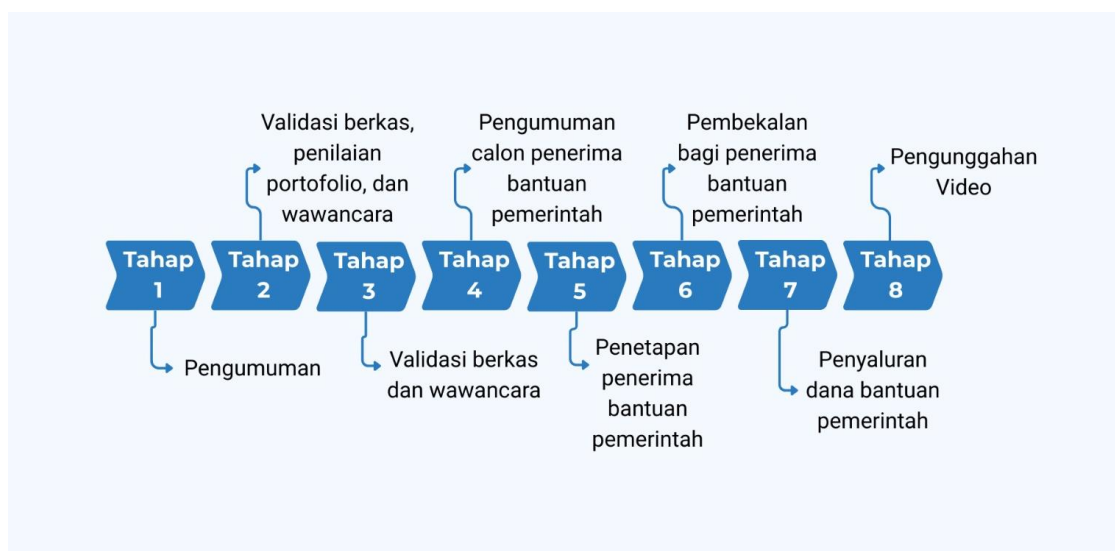 Validasi berkas,
penilaian
portofolio, dan
wawancara
Pengumuman
calon penerima
bantuan
pemerintah
Pembekalan
bagi penerima
bantuan
pemerintah
Pengunggahan
Video
Tahap
1
Tahap
2
Tahap
3
Tahap
4
Tahap
5
Tahap
6
Tahap
7
Tahap
8
Pengumuman
Validasi berkas
dan wawancara
Penetapan
penerima
bantuan
pemerintah
Penyaluran
dana bantuan
pemerintah